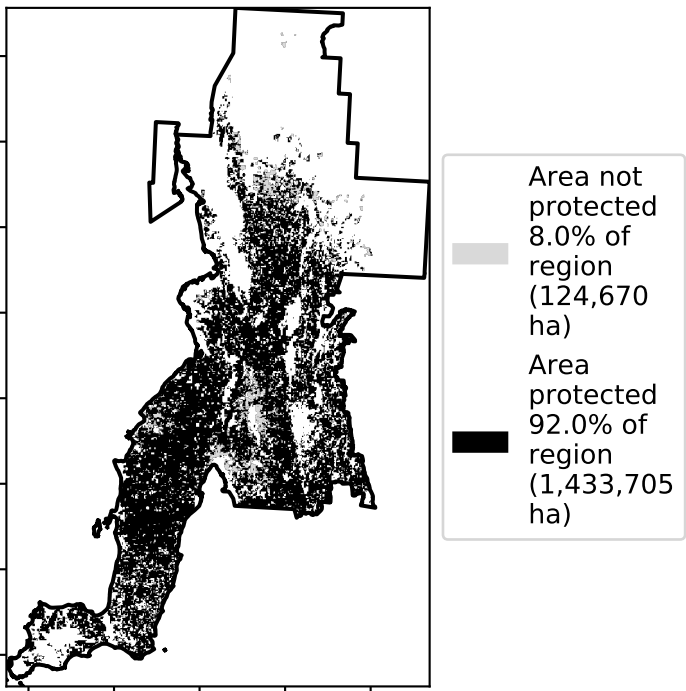 Area not
protected
8.0% of
region
(124,670
ha)
Area
protected
92.0% of
region
(1,433,705
ha)